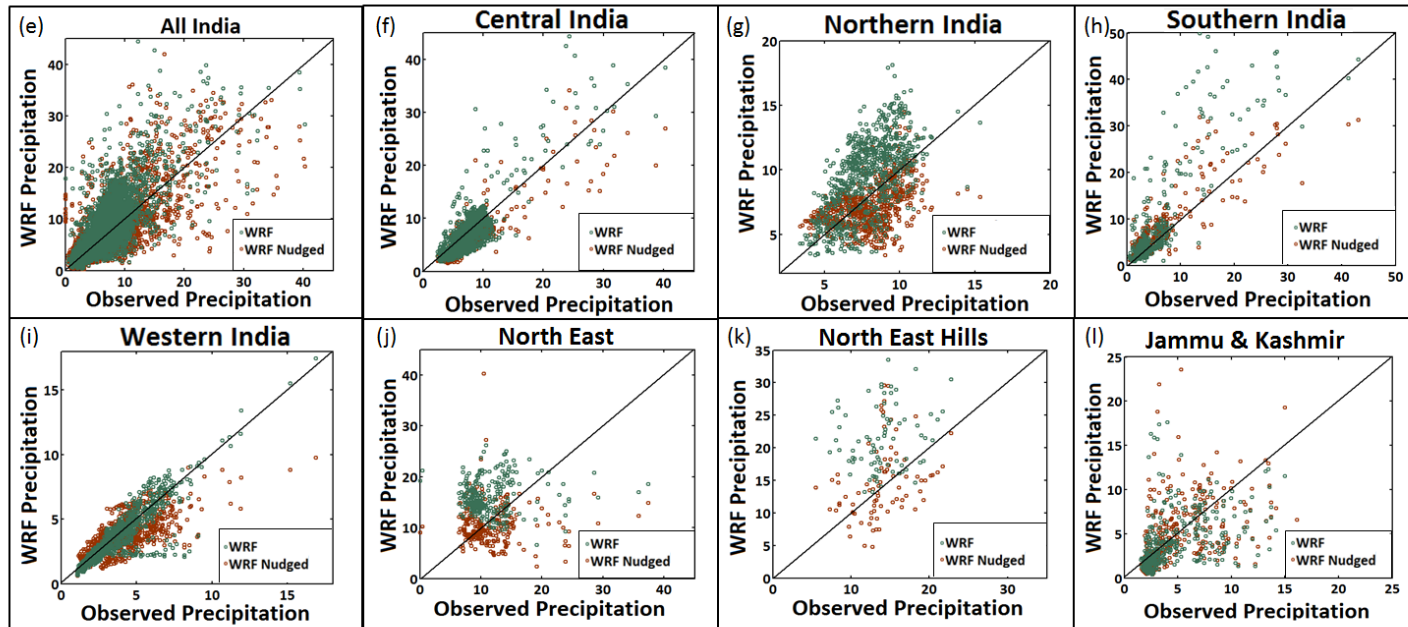 (e) All India
WRF Precipitation
40
30
20
10
0
0 10 20 30 40
WRF
WRF Nudged
Observed Precipitation
(f) Central India
WRF Precipitation
40
30
20
10
0
0 10 20 30 40
WRF
WRF Nudged
Observed Precipitation
(g) Northern India
WRF Precipitation
20
15
10
5
5 10 15 20
WRF
WRF Nudged
Observed Precipitation
(h) Southern India
WRF Precipitation
50
40
30
20
10
0
0 10 20 30 40 50
WRF
WRF Nudged
Observed Precipitation
(i) Western India
WRF Precipitation
15
10
5
0
0 5 10 15
WRF
WRF Nudged
Observed Precipitation
(j) North East
WRF Precipitation
40
30
20
10
0
0 10 20 30 40
WRF
WRF Nudged
Observed Precipitation
(k) North East Hills
WRF Precipitation
35
30
25
20
15
10
5
0
0 10 20 30
WRF
WRF Nudged
Observed Precipitation
(l) Jammu & Kashmir
WRF Precipitation
25
20
15
10
5
0
0 5 10 15 20 25
WRF
WRF Nudged
Observed Precipitation